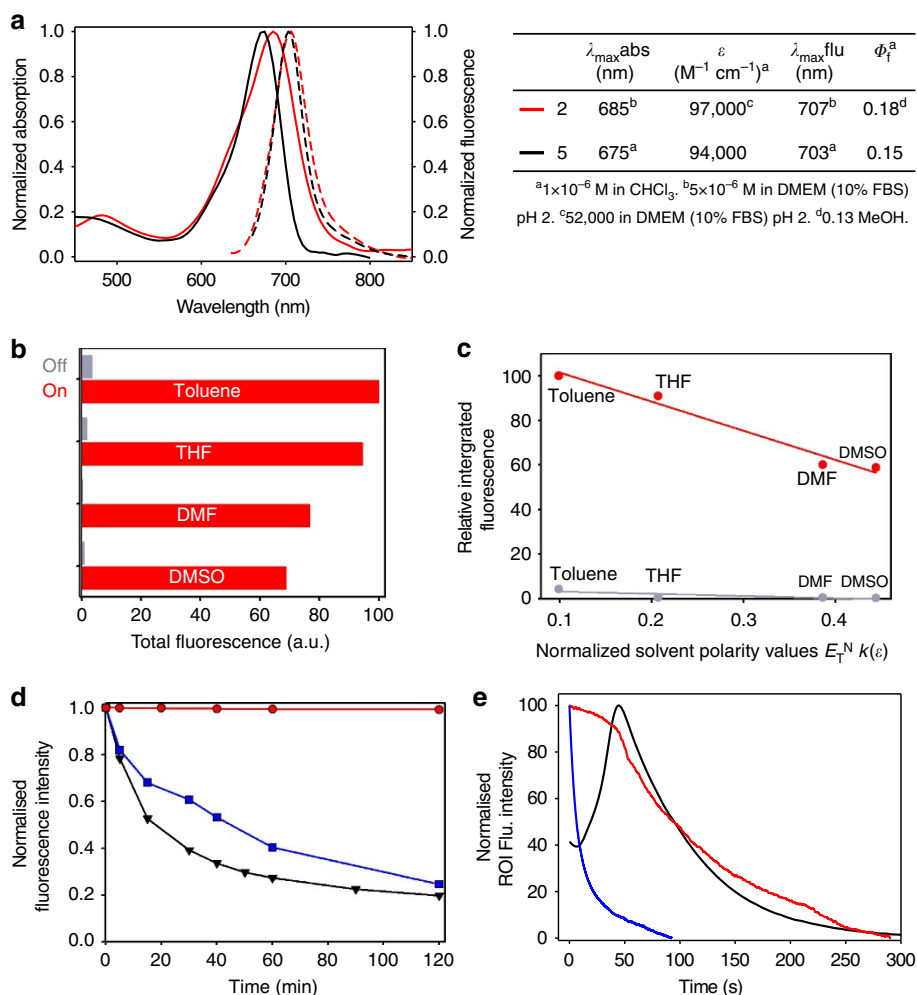 a
1.0
0.8
0.6
0.4
0.2
0.0
Normalized absorption
1.0
0.8
0.6
0.4
0.2
0.0
Normalized fluorescence
500 600 700 800
Wavelength (nm)
λmaxabs ε λmaxflu Φfᵃ
(nm) (M⁻¹ cm⁻¹)ᵃ (nm)
2 685ᵇ 97,000ᶜ 707ᵇ 0.18ᵈ
5 675ᵃ 94,000 703ᵃ 0.15
ᵃ1×10⁻⁶ M in CHCl₃. ᵇ5×10⁻⁶ M in DMEM (10% FBS)
pH 2. ᶜ52,000 in DMEM (10% FBS) pH 2. ᵈ0.13 MeOH.
b
Off
On
Toluene
THF
DMF
DMSO
0 20 40 60 80 100
Total fluorescence (a.u.)
c
Relative intergrated
fluorescence
100
80
60
40
20
0
Toluene
THF
DMF
DMSO
Toluene
THF
DMF
DMSO
0.1 0.2 0.3 0.4
Normalized solvent polarity values E_T^N k(ε)
d
Normalised
fluorescence intensity
1.0
0.8
0.6
0.4
0.2
0.0
0 20 40 60 80 100 120
Time (min)
e
Normalised
ROI Flu. intensity
100
80
60
40
20
0
0 50 100 150 200 250 300
Time (s)